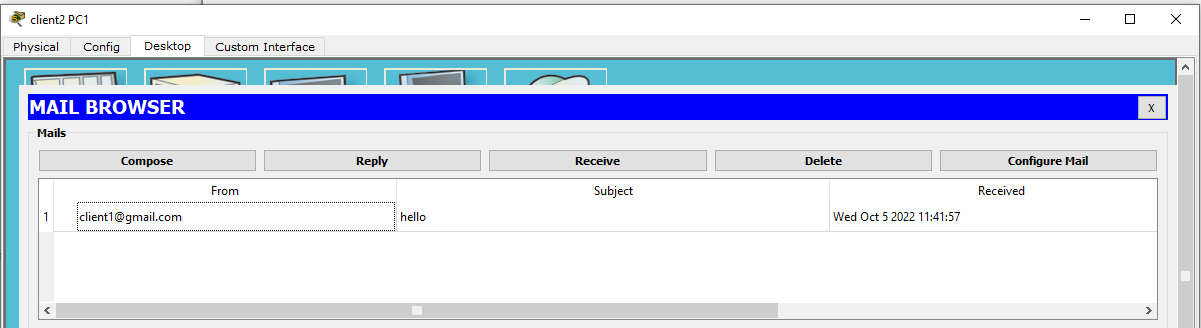 client2 PC1
Physical Config Desktop Custom Interface
MAIL BROWSER X
Mails
Compose Reply Receive Delete Configure Mail
From Subject Received
1 client1@gmail.com hello Wed Oct 5 2022 11:41:57